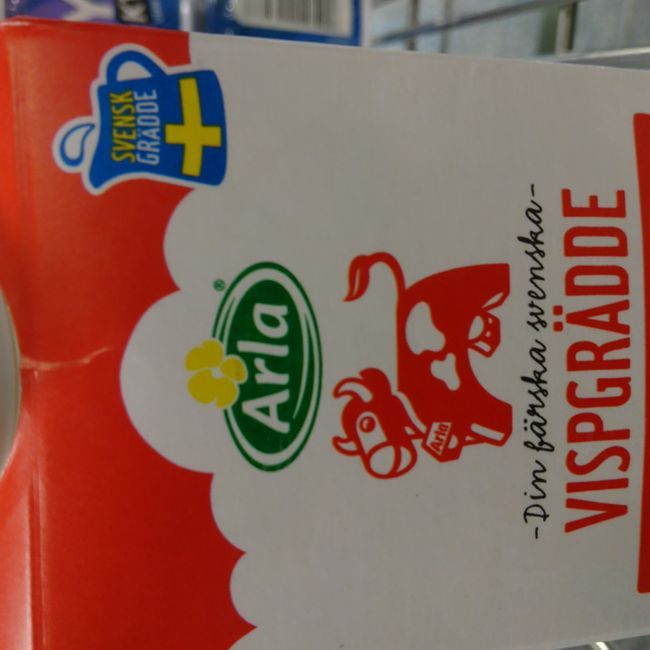 SVENSK
GRÄDDE
Arla®
Arla
-Din färska svenska-
VISPGRÄDDE